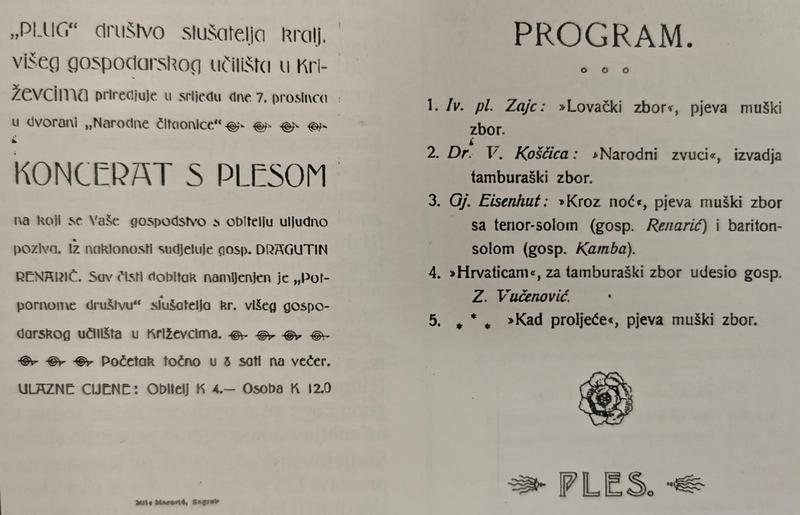 „PLUG“ društvo slušatelja kralj.
višeg gospodarskog učilišta u Kri-
ževcima priredjuje u srijedu dne 7. prosinca
u dvorani „Narodne čitaonice“
KONCERAT S PLESOM
na koji se Vaše gospodstvo s obitelju uljudno
poziva. Iz naklonosti sudjeluje gosp. DRAGUTIN
RENARIČ. Sav čisti dobitak namijenjen je „Pot-
pornome društvu“ slušatelja kr. višeg gospo-
darskog učilišta u Križevcima.
Početak točno u 8 sati na večer.
ULAZNE CIJENE: Obitelj K 4.— Osoba K 12.0
Mile Maravić, Zagreb
PROGRAM.
1. Iv. pl. Zajc: »Lovački zbor«, pjeva muški
zbor.
2. Dr. V. Koščica: »Narodni zvuci«, izvadja
tamburaški zbor.
3. Gj. Eisenhut: »Kroz noć«, pjeva muški zbor
sa tenor-solom (gosp. Renarić) i bariton-
solom (gosp. Kamba).
4. »Hrvaticam«, za tamburaški zbor udesio gosp.
Z. Vučenović.
5. * * * »Kad proljeće«, pjeva muški zbor.
PLES.